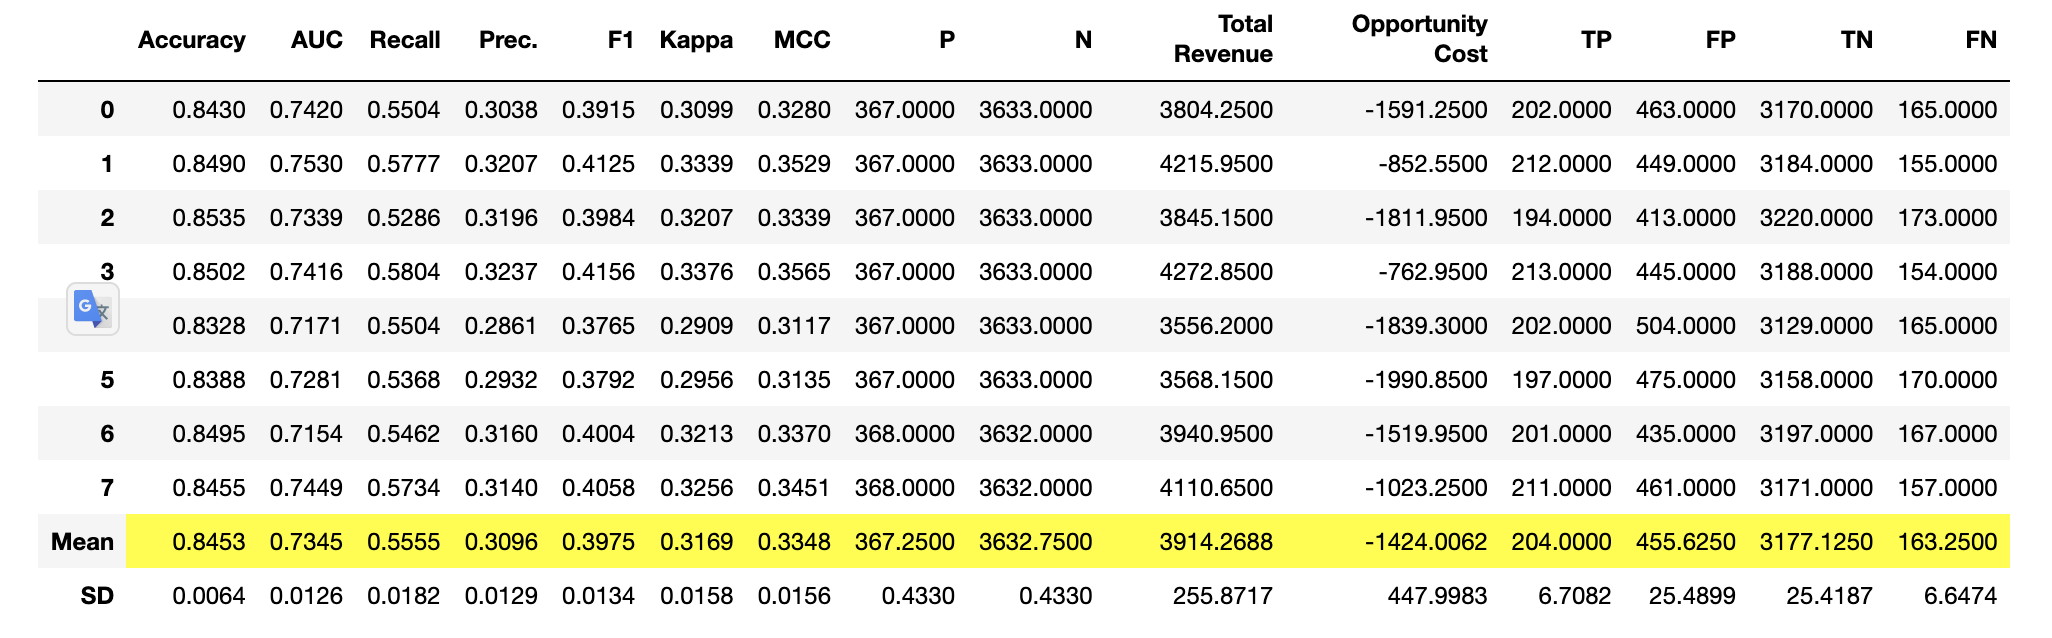 Accuracy AUC Recall Prec. F1 Kappa MCC P N Total Revenue Opportunity Cost TP FP TN FN
0 0.8430 0.7420 0.5504 0.3038 0.3915 0.3099 0.3280 367.0000 3633.0000 3804.2500 -1591.2500 202.0000 463.0000 3170.0000 165.0000
1 0.8490 0.7530 0.5777 0.3207 0.4125 0.3339 0.3529 367.0000 3633.0000 4215.9500 -852.5500 212.0000 449.0000 3184.0000 155.0000
2 0.8535 0.7339 0.5286 0.3196 0.3984 0.3207 0.3339 367.0000 3633.0000 3845.1500 -1811.9500 194.0000 413.0000 3220.0000 173.0000
3 0.8502 0.7416 0.5804 0.3237 0.4156 0.3376 0.3565 367.0000 3633.0000 4272.8500 -762.9500 213.0000 445.0000 3188.0000 154.0000
G 文
0.8328 0.7171 0.5504 0.2861 0.3765 0.2909 0.3117 367.0000 3633.0000 3556.2000 -1839.3000 202.0000 504.0000 3129.0000 165.0000
5 0.8388 0.7281 0.5368 0.2932 0.3792 0.2956 0.3135 367.0000 3633.0000 3568.1500 -1990.8500 197.0000 475.0000 3158.0000 170.0000
6 0.8495 0.7154 0.5462 0.3160 0.4004 0.3213 0.3370 368.0000 3632.0000 3940.9500 -1519.9500 201.0000 435.0000 3197.0000 167.0000
7 0.8455 0.7449 0.5734 0.3140 0.4058 0.3256 0.3451 368.0000 3632.0000 4110.6500 -1023.2500 211.0000 461.0000 3171.0000 157.0000
Mean 0.8453 0.7345 0.5555 0.3096 0.3975 0.3169 0.3348 367.2500 3632.7500 3914.2688 -1424.0062 204.0000 455.6250 3177.1250 163.2500
SD 0.0064 0.0126 0.0182 0.0129 0.0134 0.0158 0.0156 0.4330 0.4330 255.8717 447.9983 6.7082 25.4899 25.4187 6.6474